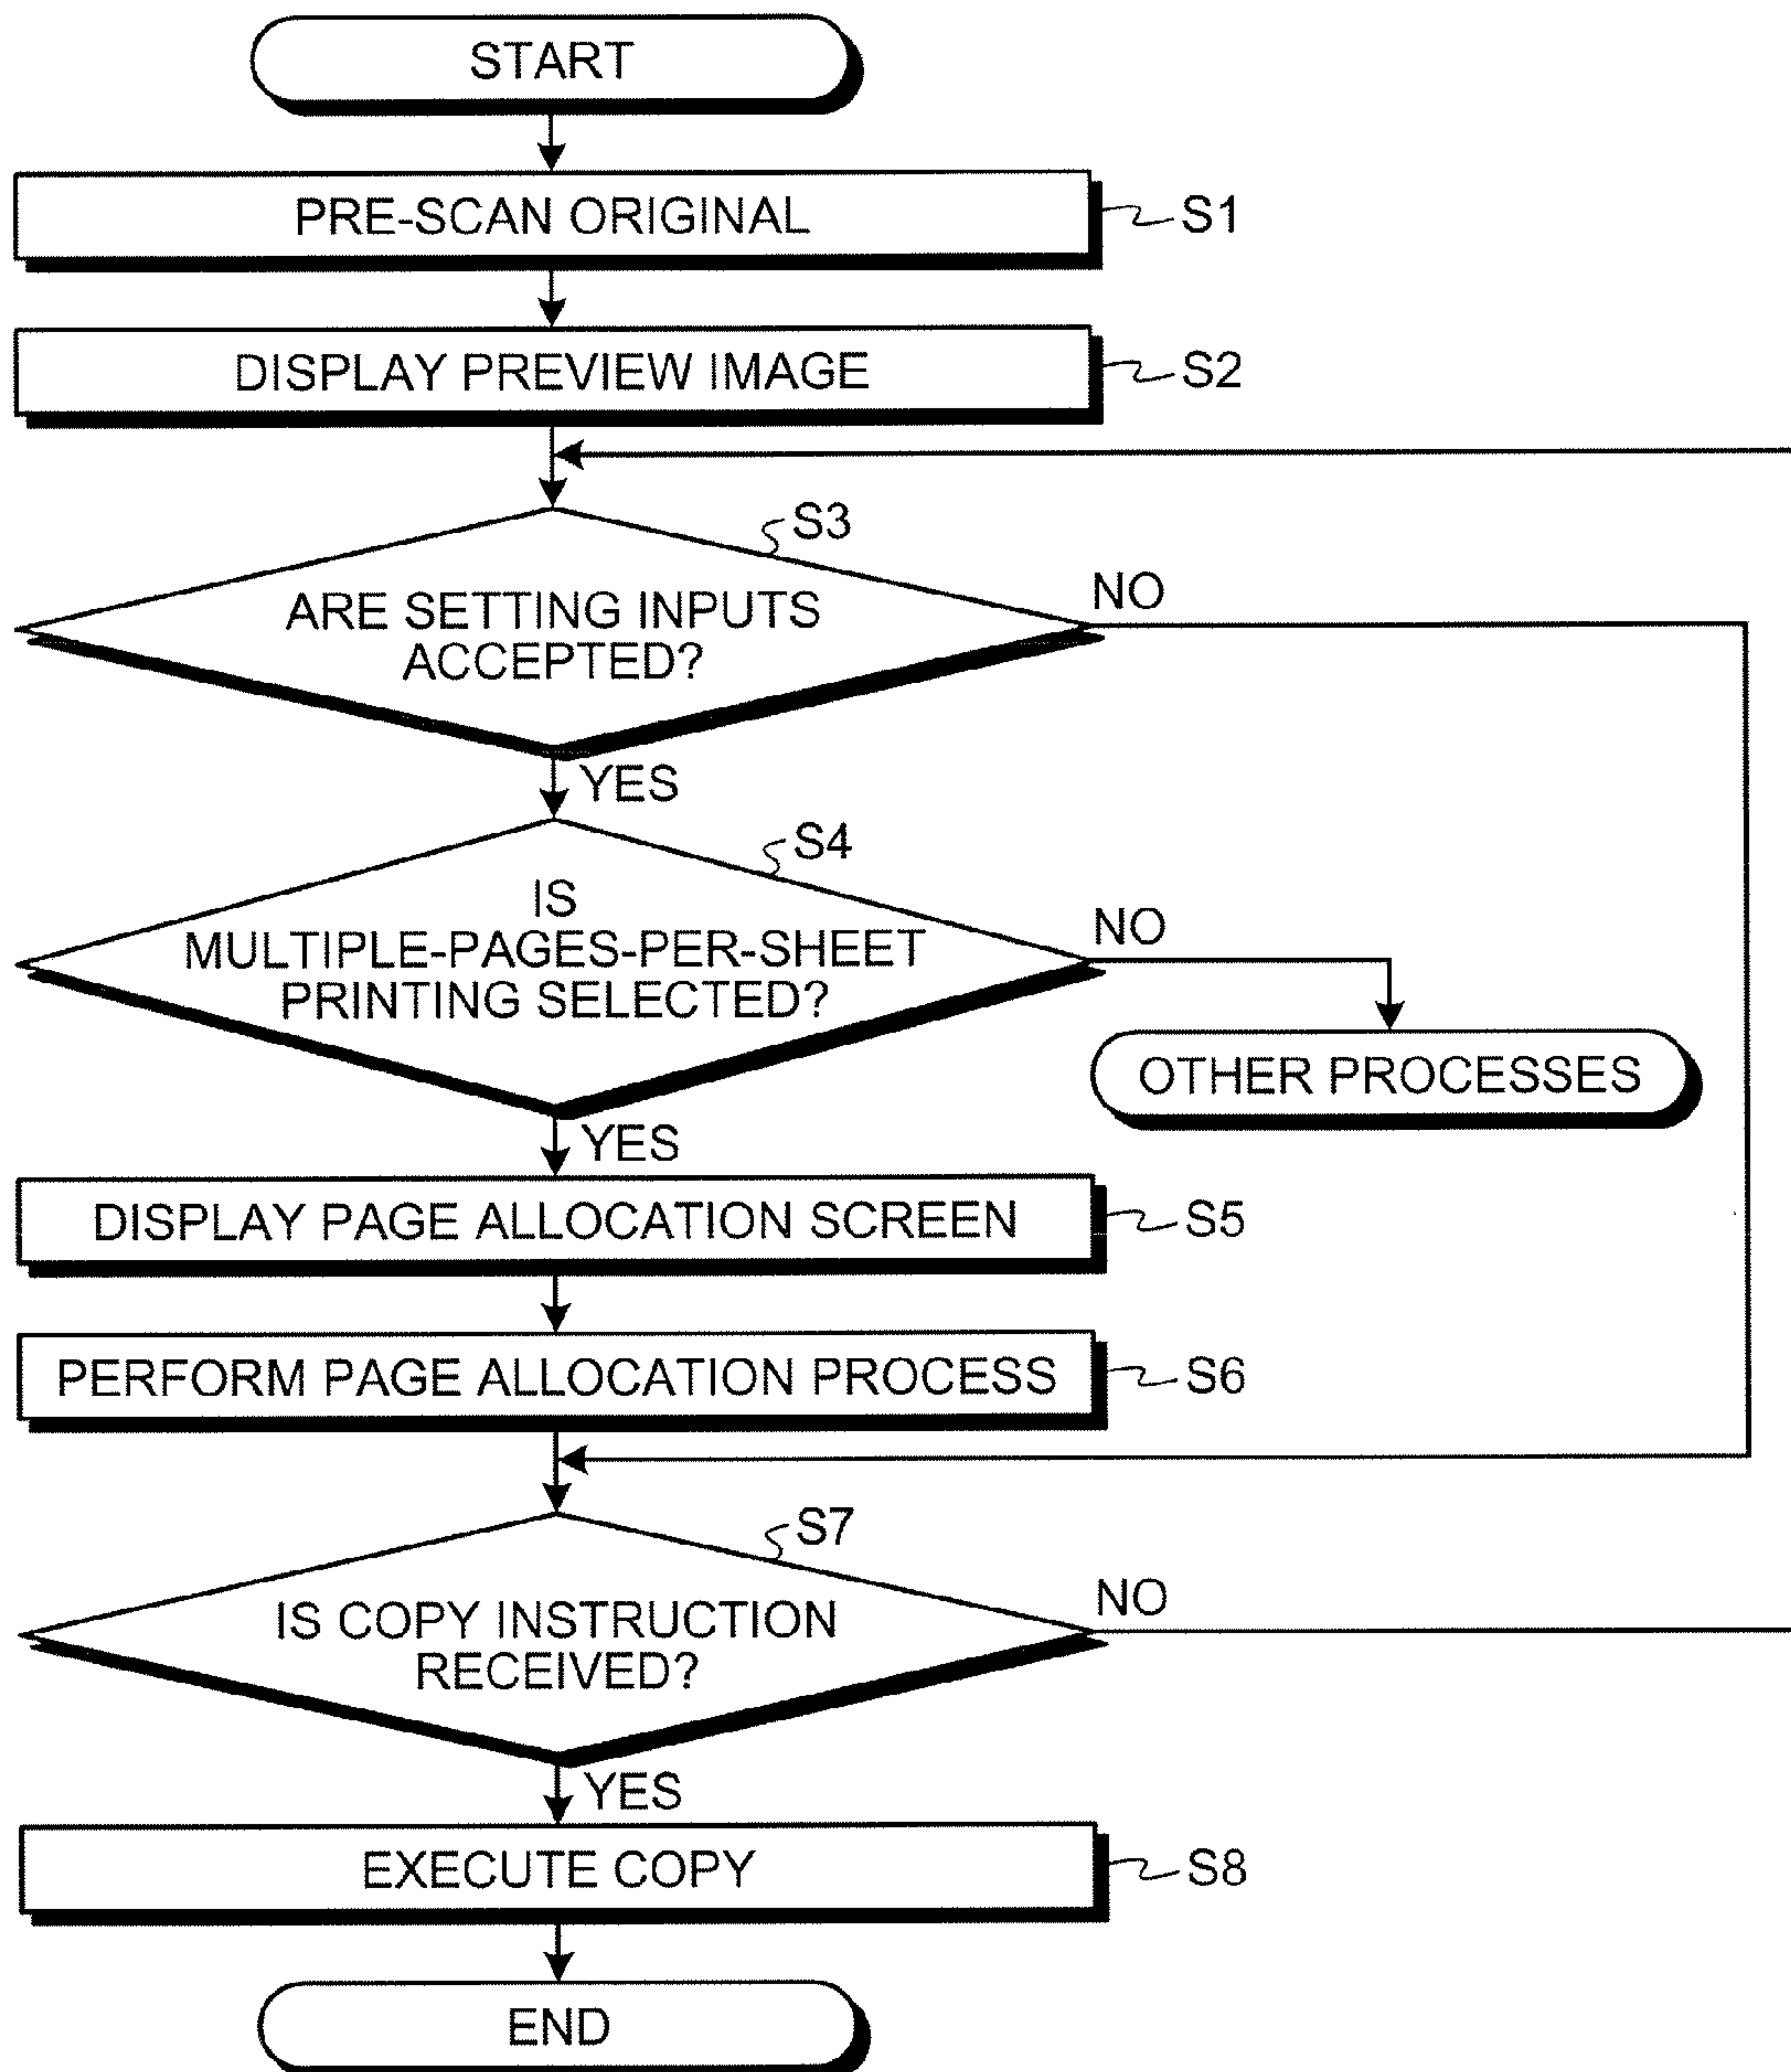 START
PRE-SCAN ORIGINAL
S1
DISPLAY PREVIEW IMAGE
S2
S3
ARE SETTING INPUTS
ACCEPTED?
NO
YES
S4
IS
MULTIPLE-PAGES-PER-SHEET
PRINTING SELECTED?
NO
OTHER PROCESSES
YES
DISPLAY PAGE ALLOCATION SCREEN
S5
PERFORM PAGE ALLOCATION PROCESS
S6
S7
IS COPY INSTRUCTION
RECEIVED?
NO
YES
EXECUTE COPY
S8
END